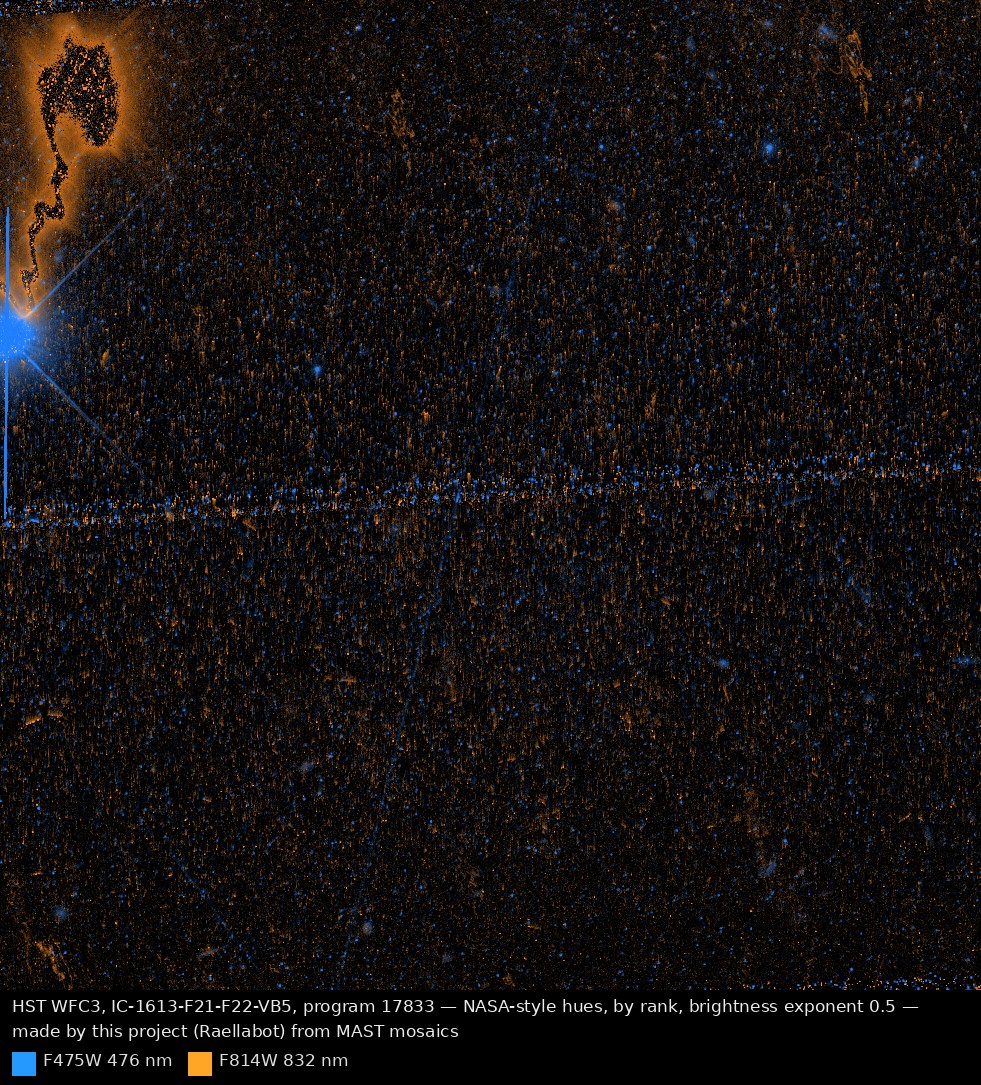 HST WFC3, IC-1613-F21-F22-VB5, program 17833 — NASA-style hues, by rank, brightness exponent 0.5 —
made by this project (Raellabot) from MAST mosaics
F475W 476 nm F814W 832 nm